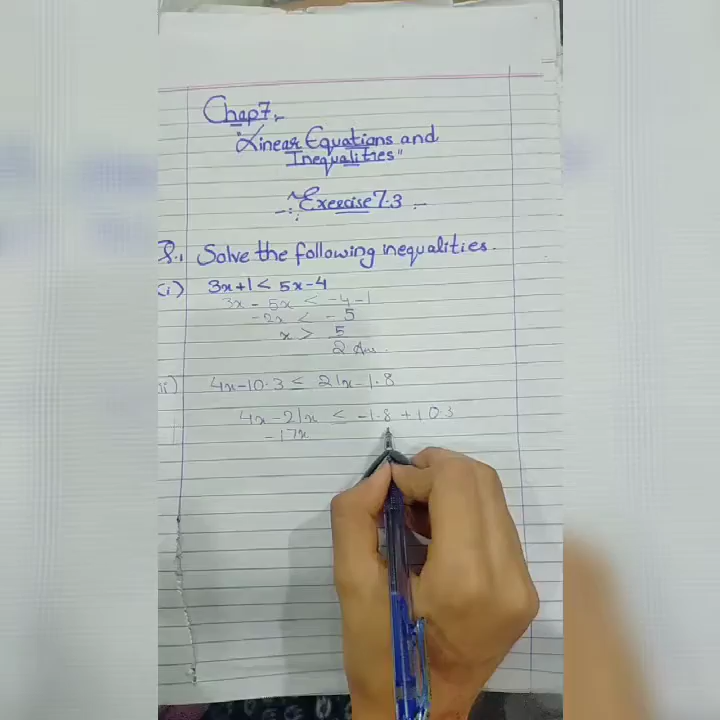 Chap7.
"Linear Equations and
Inequalities"
Exercise 7.3
Q.1 Solve the following inequalities.
(i) 3x+1 < 5x-4
3x - 5x < -4-1
-2x < -5
x > 5
2 Ans.
ii) 4x-10.3 ≤ 21x-1.8
4x-21x ≤ -1.8+10.3
-17x